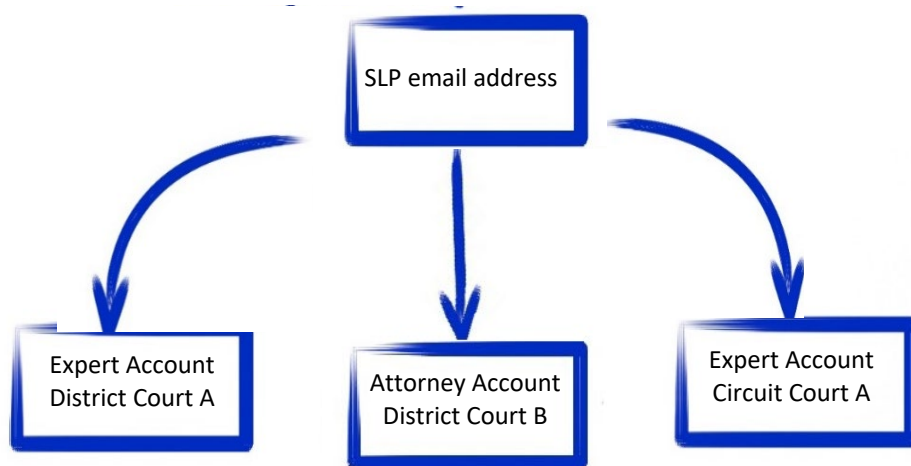 SLP email address
Expert Account
District Court A
Attorney Account
District Court B
Expert Account
Circuit Court A